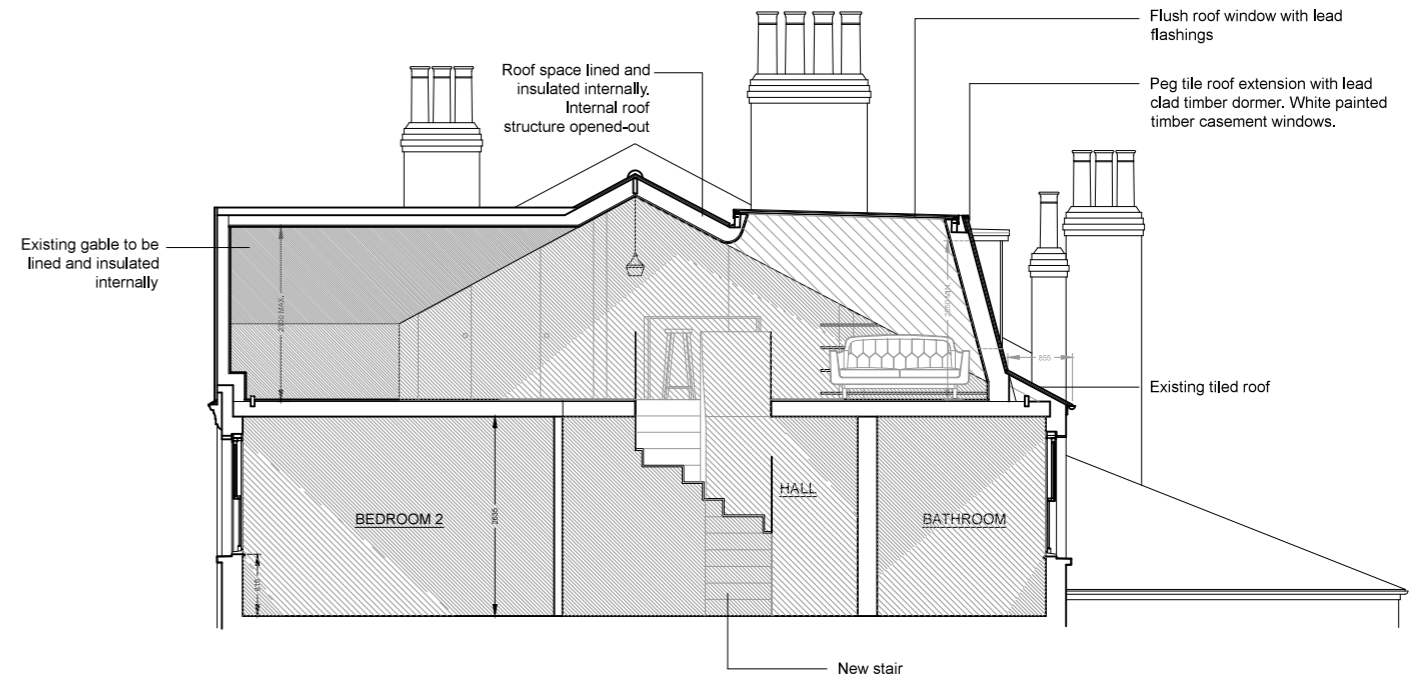 Flush roof window with lead
flashings
Roof space lined and
insulated internally.
Internal roof
structure opened-out
Peg tile roof extension with lead
clad timber dormer. White painted
timber casement windows.
Existing gable to be
lined and insulated
internally
2300 MAX.
855
Existing tiled roof
HALL
BEDROOM 2
2635
BATHROOM
New stair